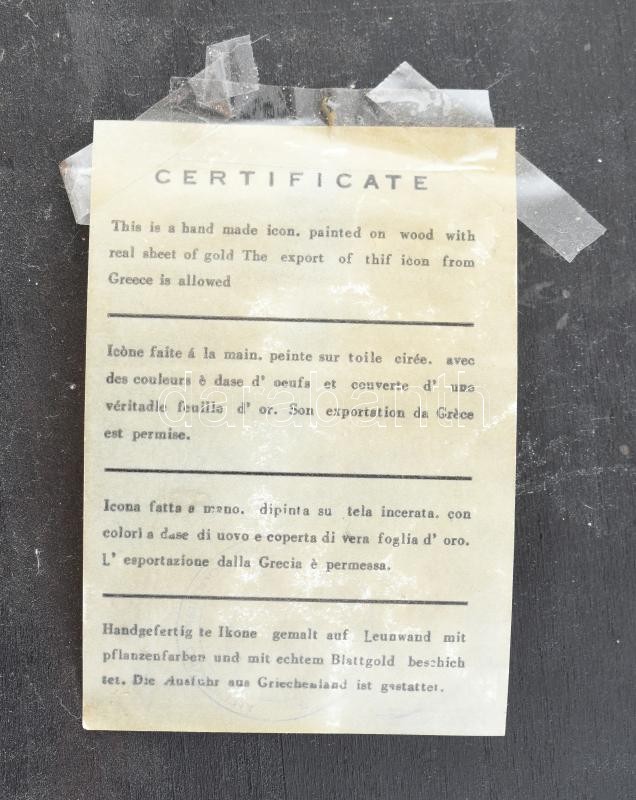 CERTIFICATE
This is a hand made icon. painted on wood with
real sheet of gold The export of thif icon from
Greece is allowed
Icòne faite á la main. peinte sur toile cirée. avec
des couleurs è dase d' oeufs et couverte d' une
véritadle feuille d' or. Son exportation da Grèce
est permise.
Icona fatta a mano. dipinta su tela incerata. con
colori a dase di uovo e coperta di vera foglia d' oro.
L' esportazione dalla Grecia è permessa.
Handgefertig te Ikone gemalt auf Leunwand mit
pflanzenfarben und mit echtem Blattgold beschich
tet. Die Ausfuhr aus Griechenland ist gestattet.
darabanth